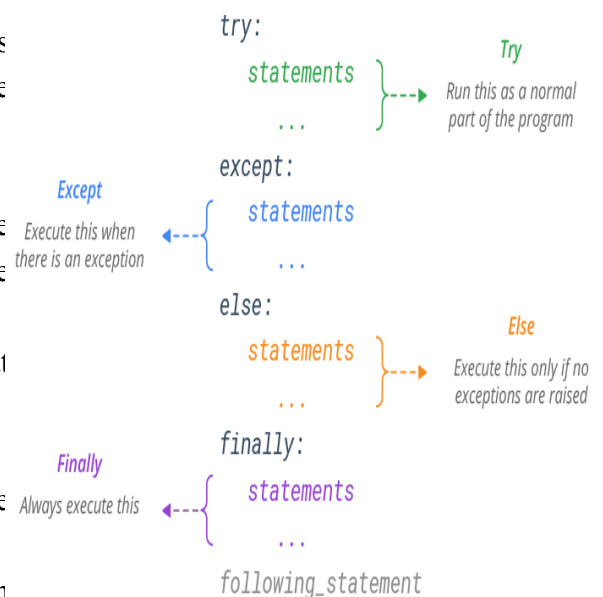 try:
Try
statements
Run this as a normal
part of the program
...
except:
Except
statements
Execute this when
there is an exception
...
else:
Else
statements
Execute this only if no
exceptions are raised
...
finally:
Finally
statements
Always execute this
...
following_statement